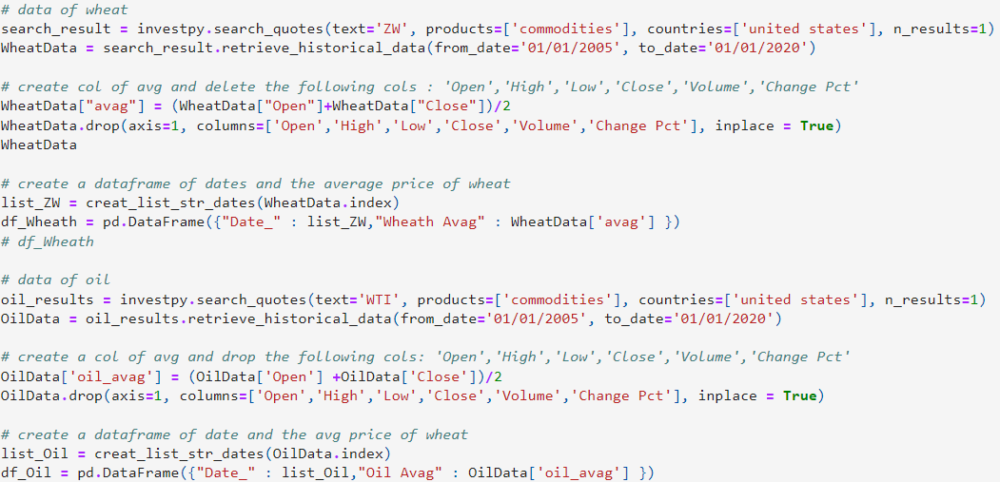 # data of wheat
search_result = investpy.search_quotes(text='ZW', products=['commodities'], countries=['united states'], n_results=1)
WheatData = search_result.retrieve_historical_data(from_date='01/01/2005', to_date='01/01/2020')
# create col of avg and delete the following cols : 'Open','High','Low','Close','Volume','Change Pct'
WheatData["avag"] = (WheatData["Open"]+WheatData["Close"])/2
WheatData.drop(axis=1, columns=['Open','High','Low','Close','Volume','Change Pct'], inplace = True)
WheatData
# create a dataframe of dates and the average price of wheat
list_ZW = creat_list_str_dates(WheatData.index)
df_Wheath = pd.DataFrame({"Date_" : list_ZW,"Wheath Avag" : WheatData['avag'] })
# df_Wheath
# data of oil
oil_results = investpy.search_quotes(text='WTI', products=['commodities'], countries=['united states'], n_results=1)
OilData = oil_results.retrieve_historical_data(from_date='01/01/2005', to_date='01/01/2020')
# create a col of avg and drop the following cols: 'Open','High','Low','Close','Volume','Change Pct'
OilData['oil_avag'] = (OilData['Open'] +OilData['Close'])/2
OilData.drop(axis=1, columns=['Open','High','Low','Close','Volume','Change Pct'], inplace = True)
# create a dataframe of date and the avg price of wheat
list_Oil = creat_list_str_dates(OilData.index)
df_Oil = pd.DataFrame({"Date_" : list_Oil,"Oil Avag" : OilData['oil_avag'] })